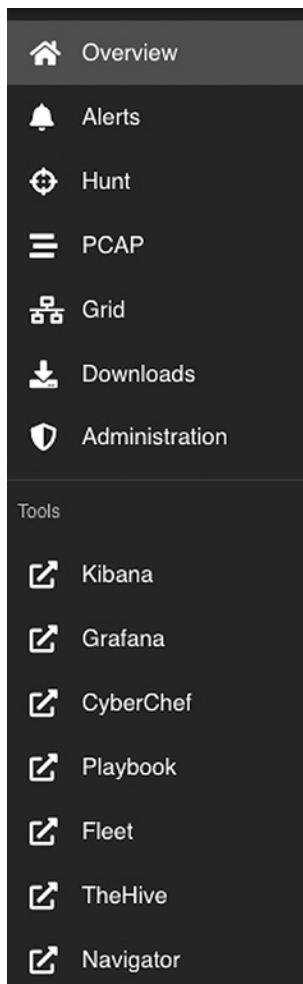 Overview
Alerts
Hunt
PCAP
Grid
Downloads
Administration
Tools
Kibana
Grafana
CyberChef
Playbook
Fleet
TheHive
Navigator